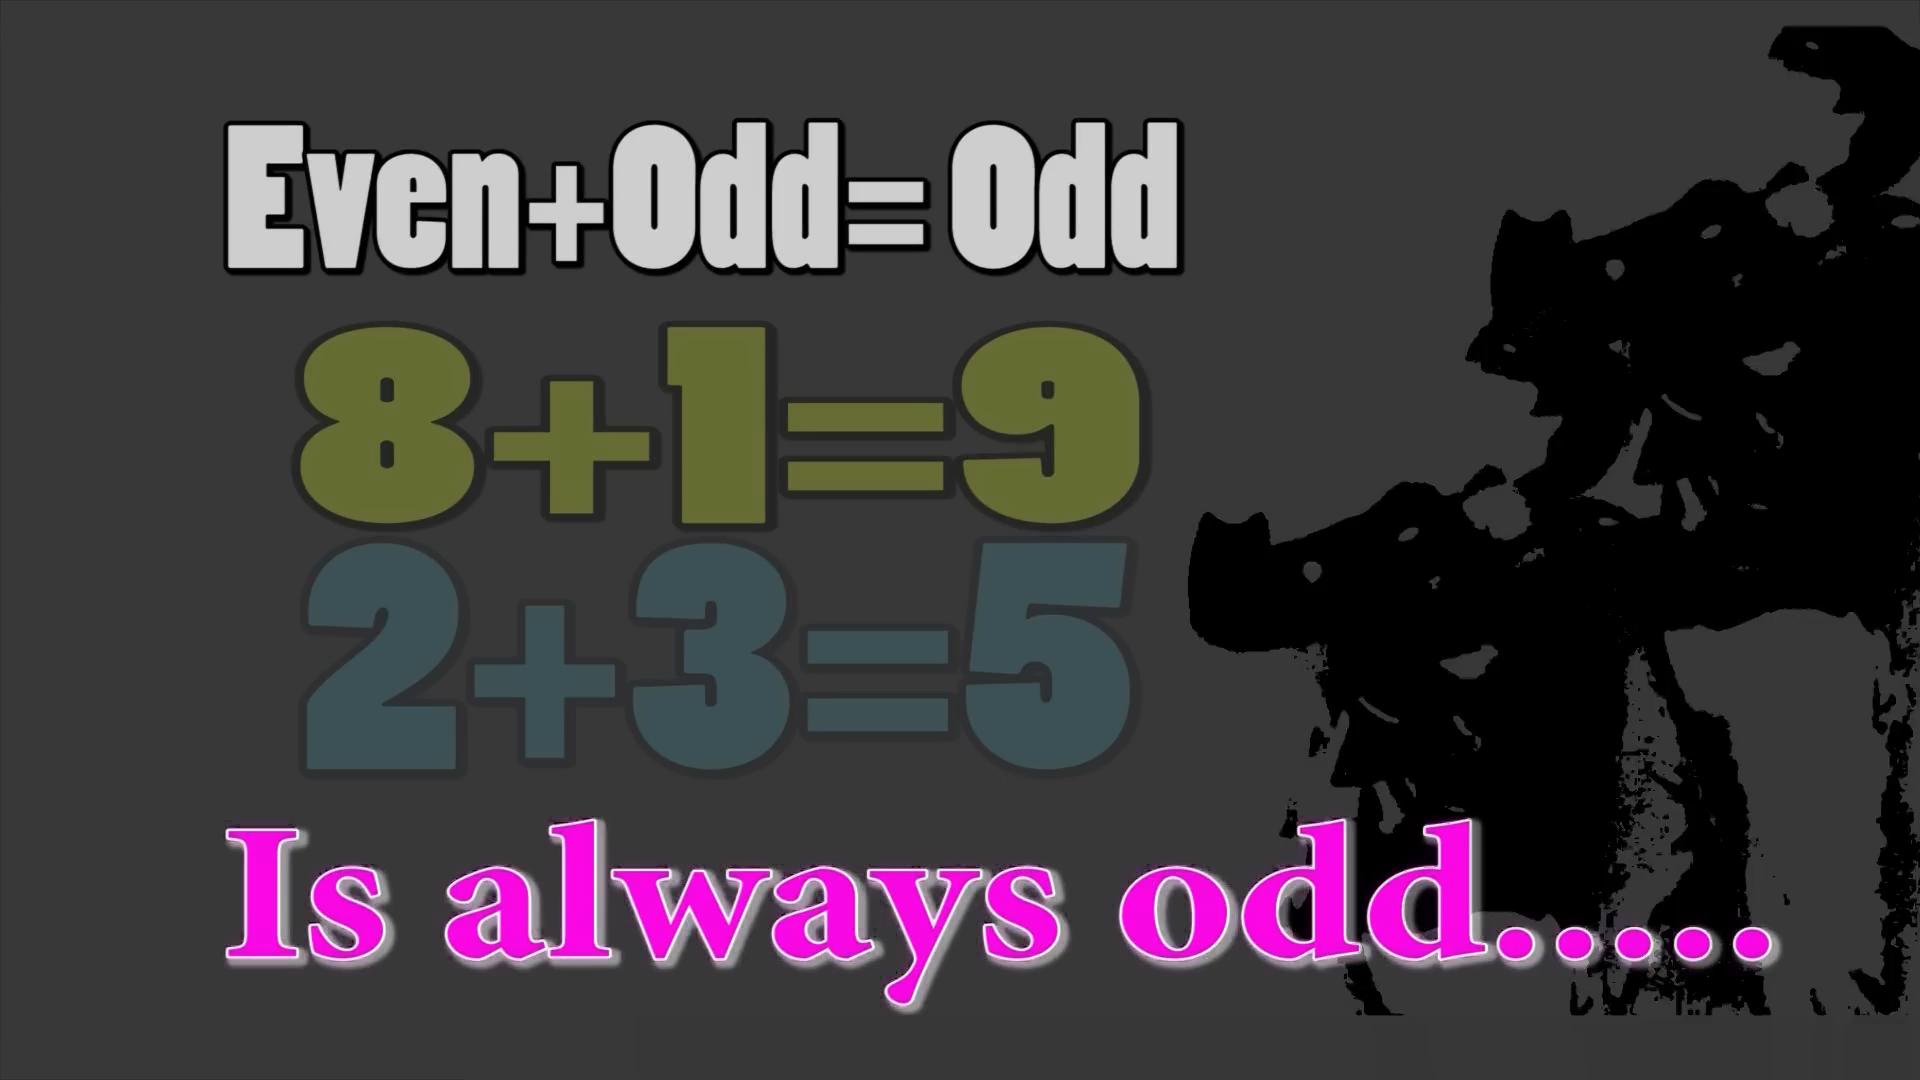 Even+Odd= Odd
8+1=9
2+3=5
Is always odd.....